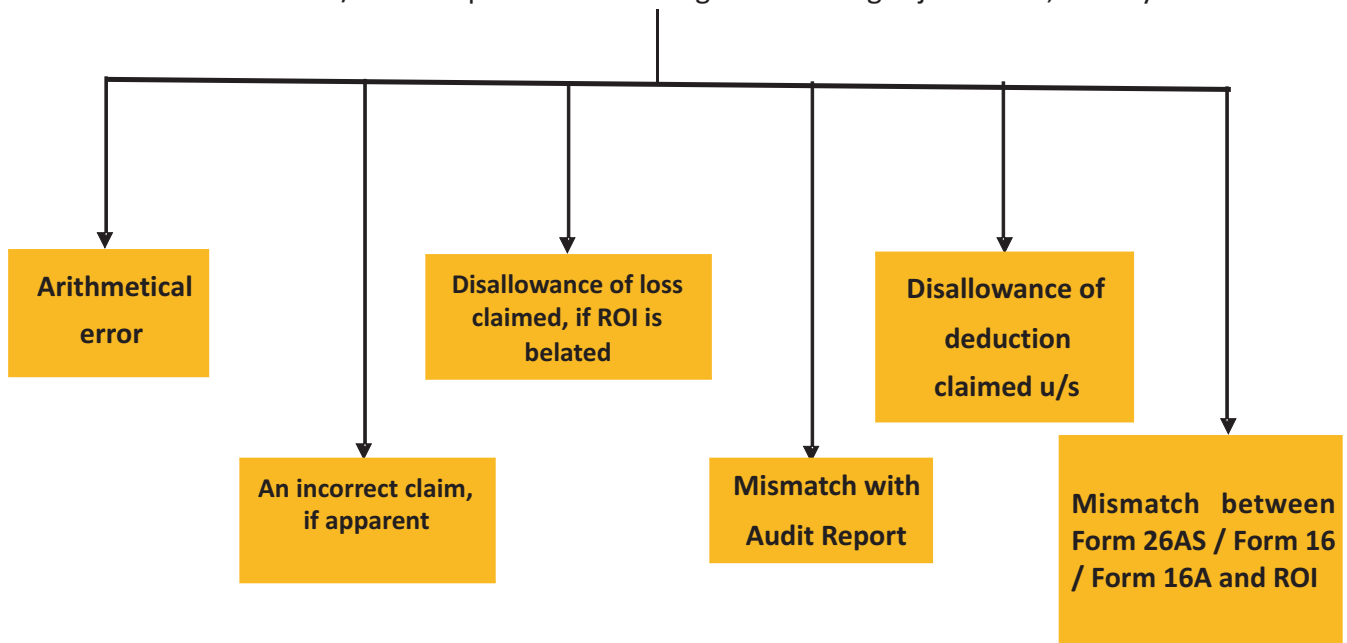 Arithmetical
error
An incorrect claim,
if apparent
Disallowance of loss
claimed, if ROI is
belated
Mismatch with
Audit Report
Disallowance of
deduction
claimed u/s
Mismatch between
Form 26AS / Form 16
/ Form 16A and ROI